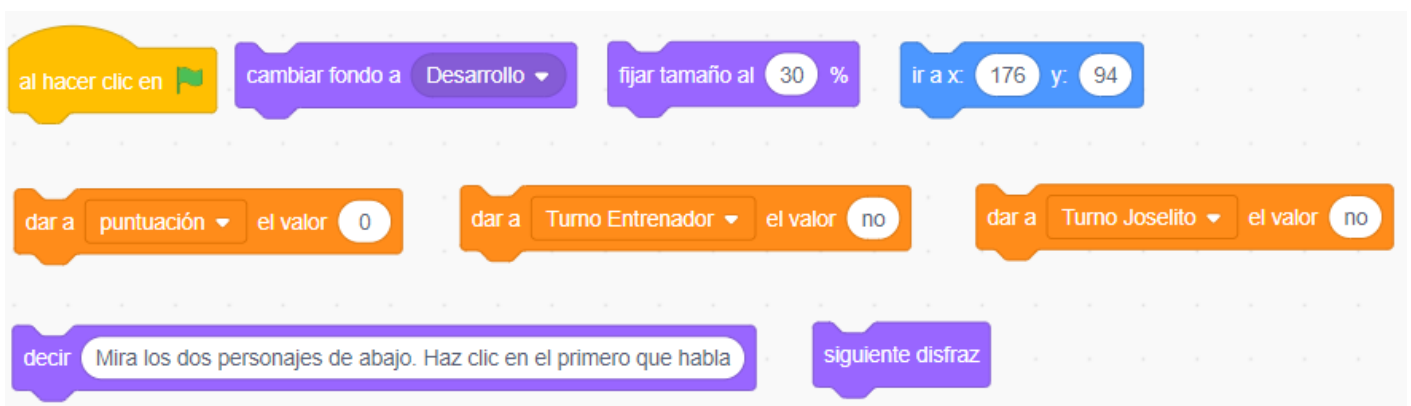 al hacer clic en
cambiar fondo a Desarrollo
fijar tamaño al 30 %
ir a x: 176 y: 94
dar a puntuación el valor 0
dar a Turno Entrenador el valor no
dar a Turno Joselito el valor no
decir Mira los dos personajes de abajo. Haz clic en el primero que habla
siguiente disfraz